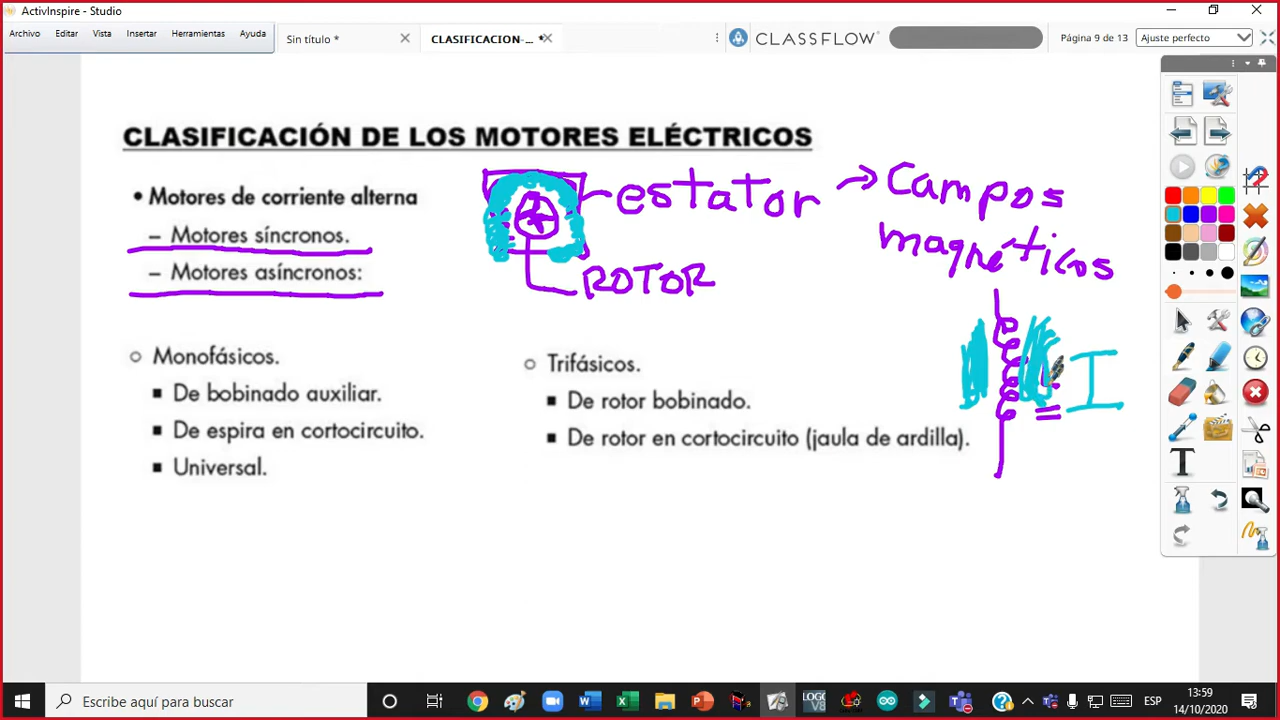 ActivInspire - Studio
Archivo Editar Vista Insertar Herramientas Ayuda
Sin título *
CLASIFICACION-... *
CLASSFLOW
Página 9 de 13
Ajuste perfecto
CLASIFICACIÓN DE LOS MOTORES ELÉCTRICOS
• Motores de corriente alterna
– Motores síncronos.
– Motores asíncronos:
estator → Campos
magnéticos
ROTOR
I
Monofásicos.
De bobinado auxiliar.
De espira en cortocircuito.
Universal.
Trifásicos.
De rotor bobinado.
De rotor en cortocircuito (jaula de ardilla).
Escribe aquí para buscar
ESP
13:59
14/10/2020